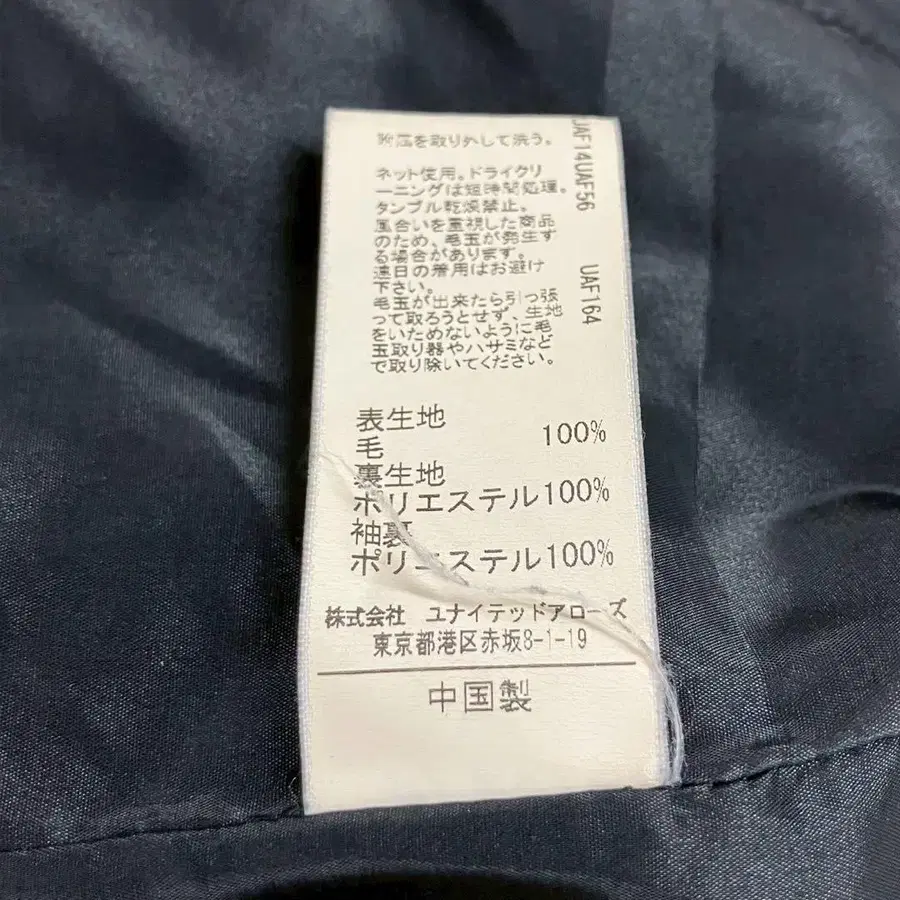 附属を取り外して洗う。
ネット使用。ドライクリ
ーニングは短時間処理。
タンブル乾燥禁止。
風合いを重視した商品
のため、毛玉が発生す
る場合があります。
連日の着用はお避け
下さい。
毛玉が出来たら引っ張
って取ろうとせず、生地
をいためないように毛
玉取り器やハサミなど
で取り除いてください。
表生地
毛 100%
裏生地
ポリエステル100%
袖裏
ポリエステル100%
株式会社 ユナイテッドアローズ
東京都港区赤坂8-1-19
中国製
UAF14UAF56
UAF164